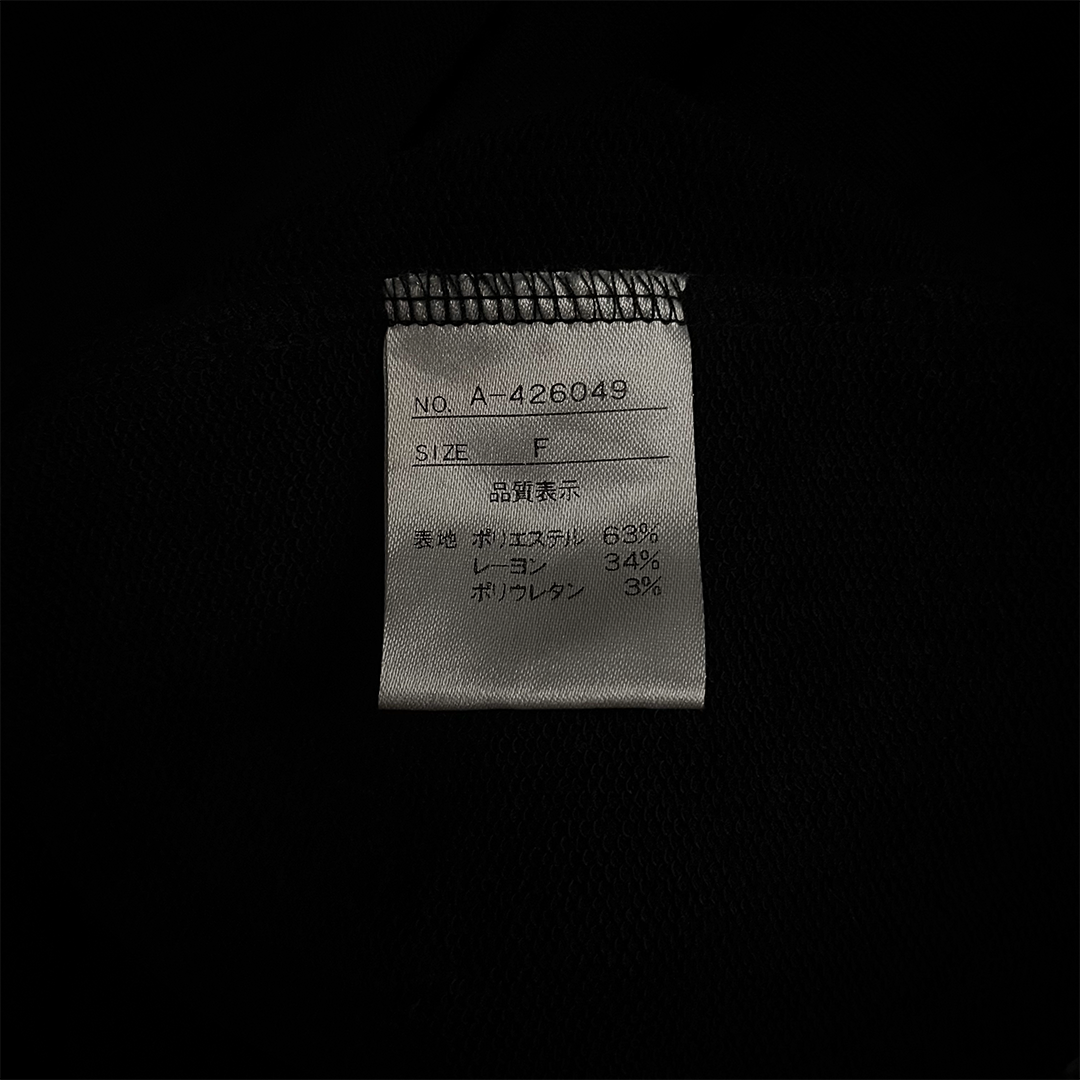 NO. A-426049
SIZE F
品質表示
表地 ポリエステル 63%
レーヨン 34%
ポリウレタン 3%